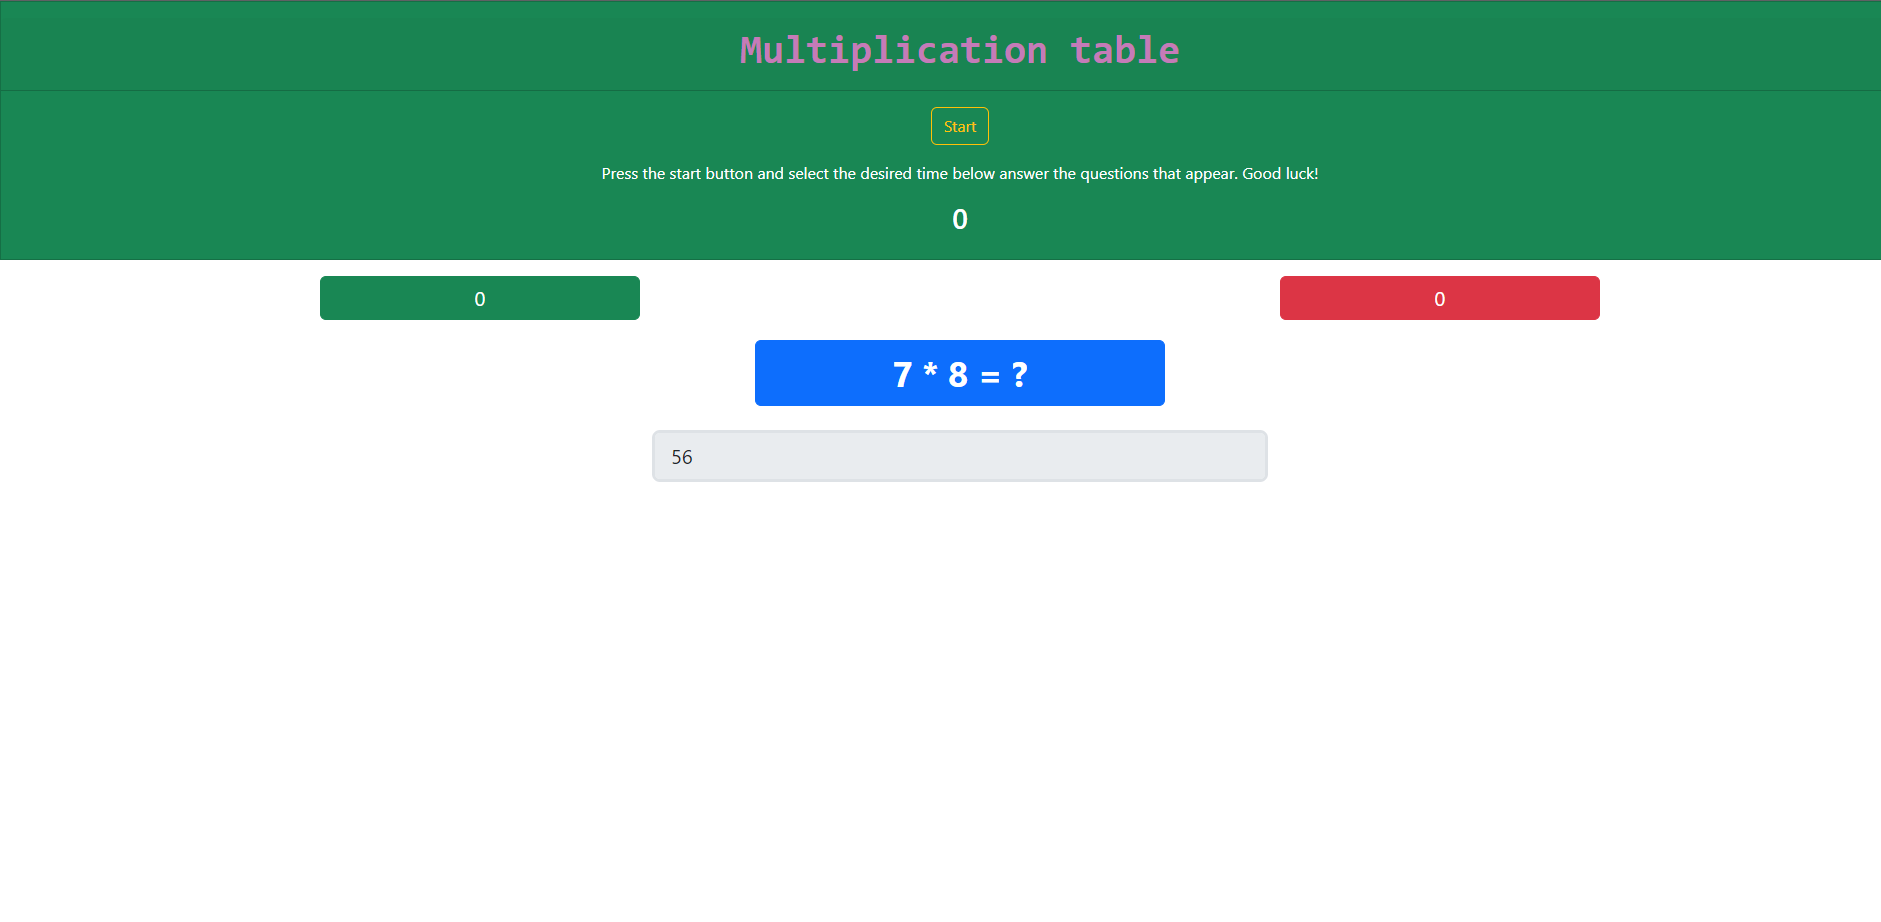 Multiplication table
Start
Press the start button and select the desired time below answer the questions that appear. Good luck!
0
0
0
7 * 8 = ?
56